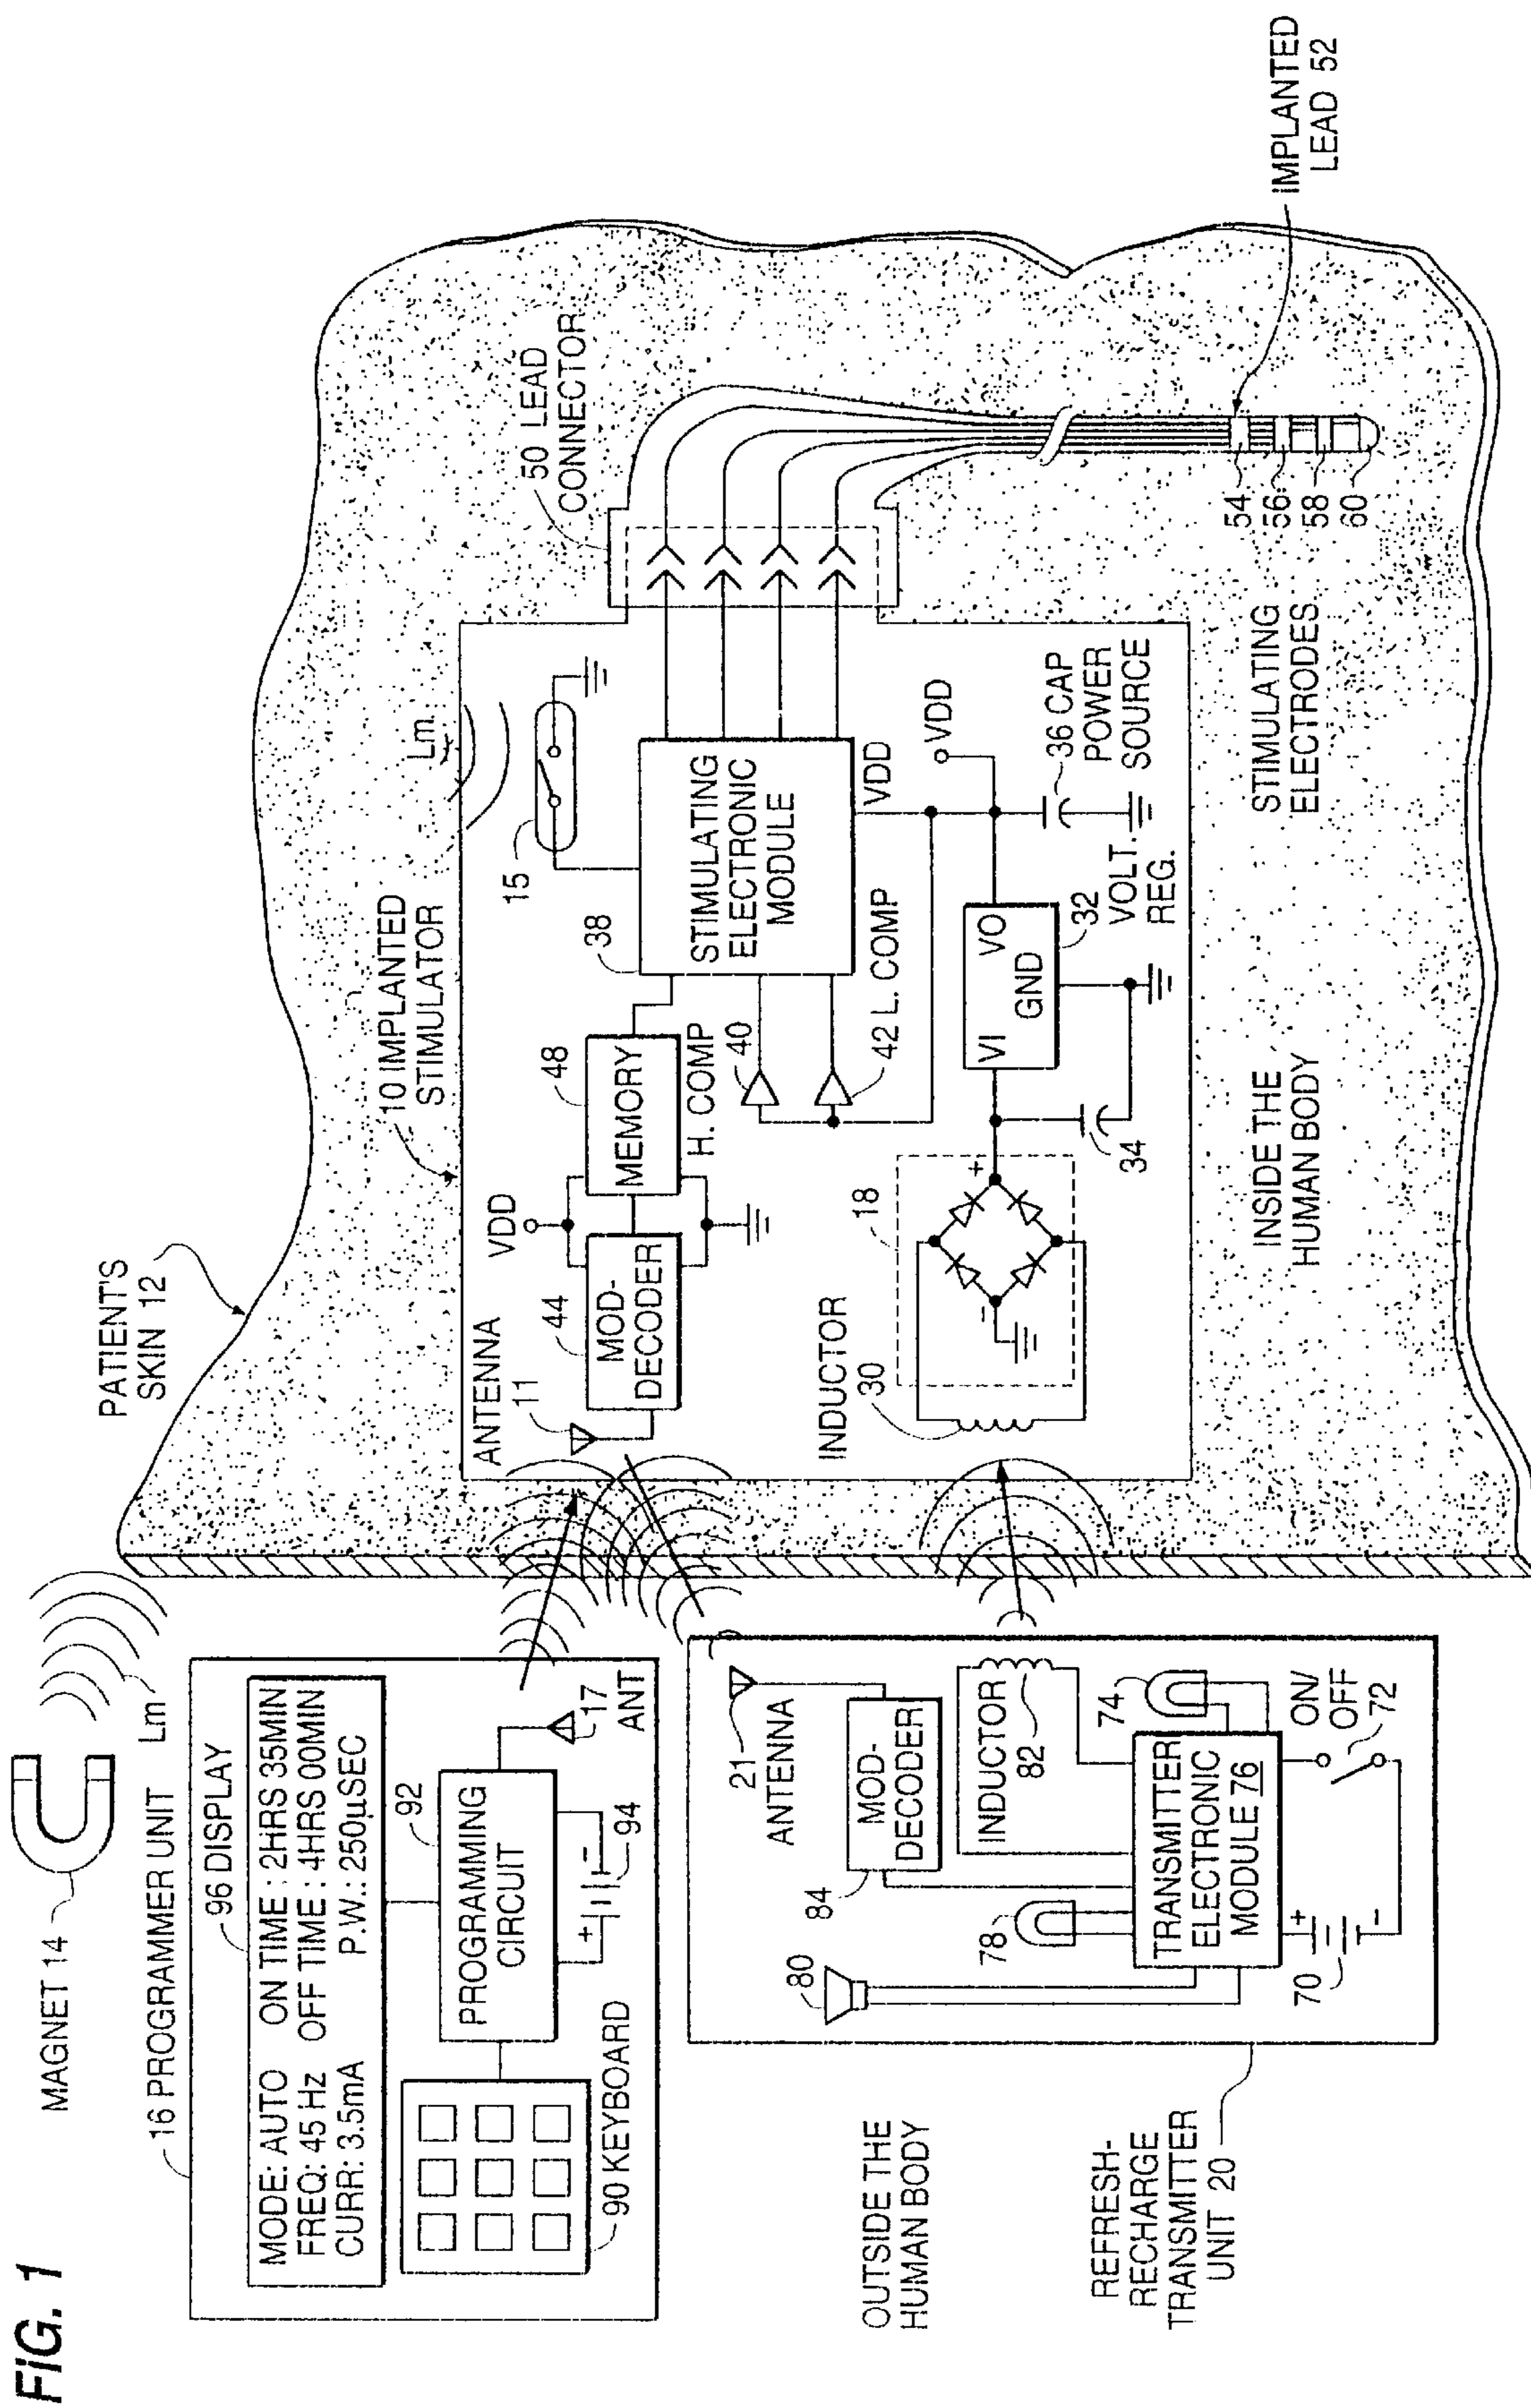 FIG. 1
MAGNET 14
Lm
16 PROGRAMMER UNIT
96 DISPLAY
MODE: AUTO ON TIME : 2HRS 35MIN
FREQ: 45 Hz OFF TIME : 4HRS 00MIN
CURR: 3.5mA P.W.: 250µSEC
92
PROGRAMMING
CIRCUIT
+
-
94
17
ANT
90 KEYBOARD
OUTSIDE THE
HUMAN BODY
REFRESH-
RECHARGE
TRANSMITTER
UNIT 20
21
ANTENNA
84
MOD-
DECODER
80
78
INDUCTOR
82
74
TRANSMITTER
ELECTRONIC
MODULE 76
ON/
OFF
72
70
+
-
PATIENT'S
SKIN 12
10 IMPLANTED
STIMULATOR
Lm
ANTENNA
11
44
MOD-
DECODER
VDD
48
MEMORY
H. COMP
40
42 L. COMP
15
38
STIMULATING
ELECTRONIC
MODULE
VDD
VDD
INDUCTOR
30
18
+
-
34
VI
VO
GND
32
VOLT.
REG.
36 CAP
POWER
SOURCE
50 LEAD
CONNECTOR
INSIDE THE
HUMAN BODY
STIMULATING
ELECTRODES
54
56
58
60
IMPLANTED
LEAD 52